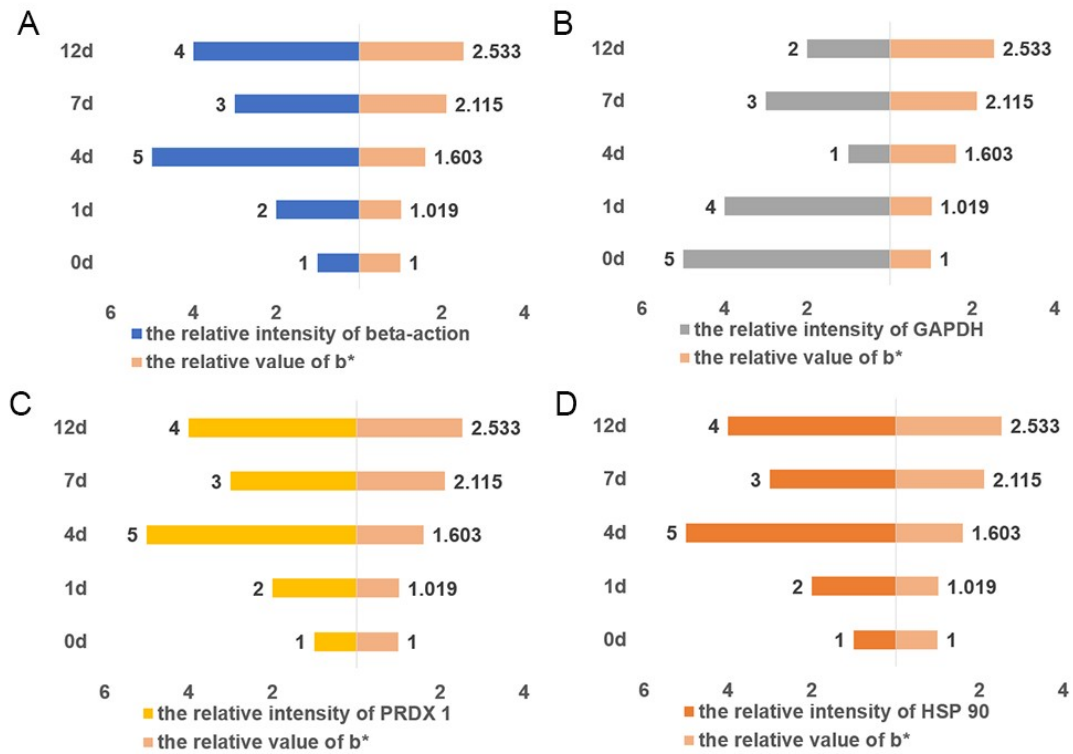 A
12d 4 2.533
7d 3 2.115
4d 5 1.603
1d 2 1.019
0d 1 1
6 4 2 2 4
the relative intensity of beta-action
the relative value of b*
B
12d 2 2.533
7d 3 2.115
4d 1 1.603
1d 4 1.019
0d 5 1
6 4 2 2 4
the relative intensity of GAPDH
the relative value of b*
C
12d 4 2.533
7d 3 2.115
4d 5 1.603
1d 2 1.019
0d 1 1
6 4 2 2 4
the relative intensity of PRDX 1
the relative value of b*
D
12d 4 2.533
7d 3 2.115
4d 5 1.603
1d 2 1.019
0d 1 1
6 4 2 2 4
the relative intensity of HSP 90
the relative value of b*